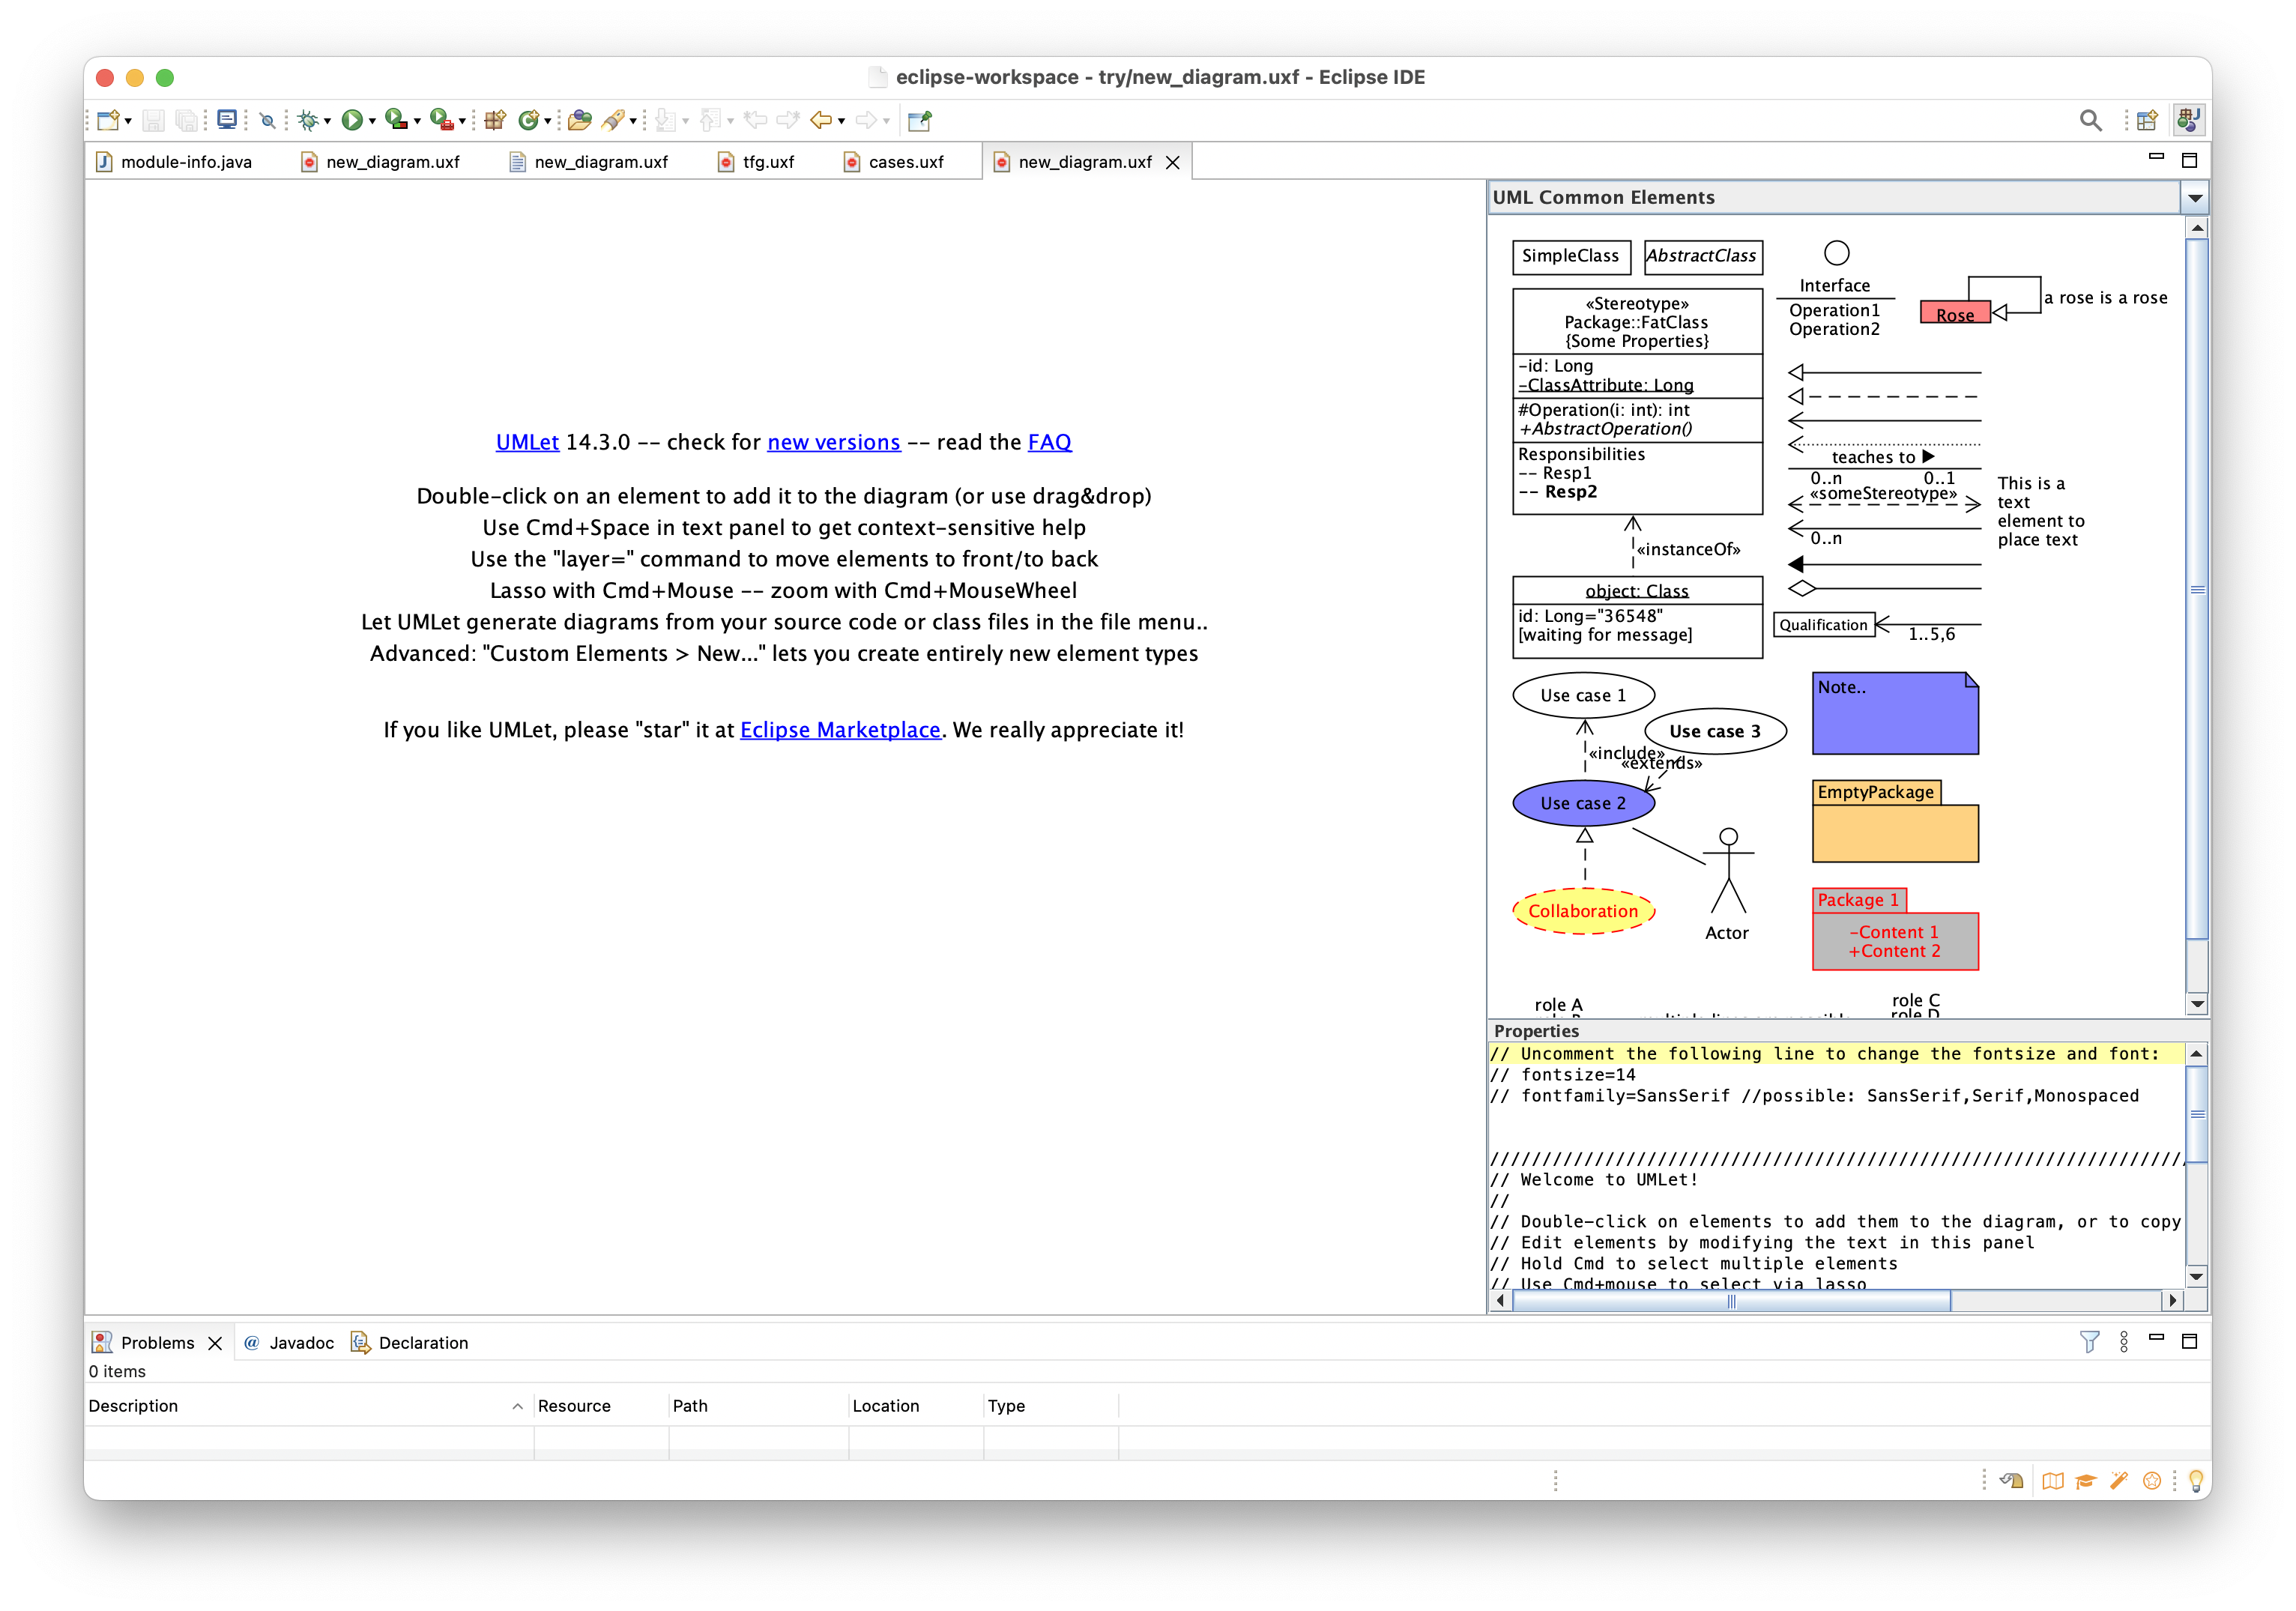 eclipse-workspace - try/new_diagram.uxf - Eclipse IDE
module-info.java
new_diagram.uxf
new_diagram.uxf
tfg.uxf
cases.uxf
new_diagram.uxf
UMLet 14.3.0 -- check for new versions -- read the FAQ
Double-click on an element to add it to the diagram (or use drag&drop)
Use Cmd+Space in text panel to get context-sensitive help
Use the "layer=" command to move elements to front/to back
Lasso with Cmd+Mouse -- zoom with Cmd+MouseWheel
Let UMLet generate diagrams from your source code or class files in the file menu..
Advanced: "Custom Elements > New..." lets you create entirely new element types
If you like UMLet, please "star" it at Eclipse Marketplace. We really appreciate it!
UML Common Elements
SimpleClass
AbstractClass
Interface
Operation1
Operation2
Rose
a rose is a rose
«Stereotype»
Package::FatClass
{Some Properties}
-id: Long
-ClassAttribute: Long
#Operation(i: int): int
+AbstractOperation()
Responsibilities
-- Resp1
-- Resp2
«instanceOf»
object: Class
id: Long="36548"
[waiting for message]
teaches to ▶
0..n
0..1
«someStereotype»
0..n
This is a
text
element to
place text
Qualification
1..5,6
Use case 1
Use case 3
«include»
«extends»
Use case 2
Collaboration
Actor
Note..
EmptyPackage
Package 1
-Content 1
+Content 2
role A
role C
role D
Properties
// Uncomment the following line to change the fontsize and font:
// fontsize=14
// fontfamily=SansSerif //possible: SansSerif,Serif,Monospaced
//////////////////////////////////////////////////////////////////
// Welcome to UMLet!
//
// Double-click on elements to add them to the diagram, or to copy
// Edit elements by modifying the text in this panel
// Hold Cmd to select multiple elements
// Use Cmd+mouse to select via lasso
Problems
@ Javadoc
Declaration
0 items
Description
Resource
Path
Location
Type